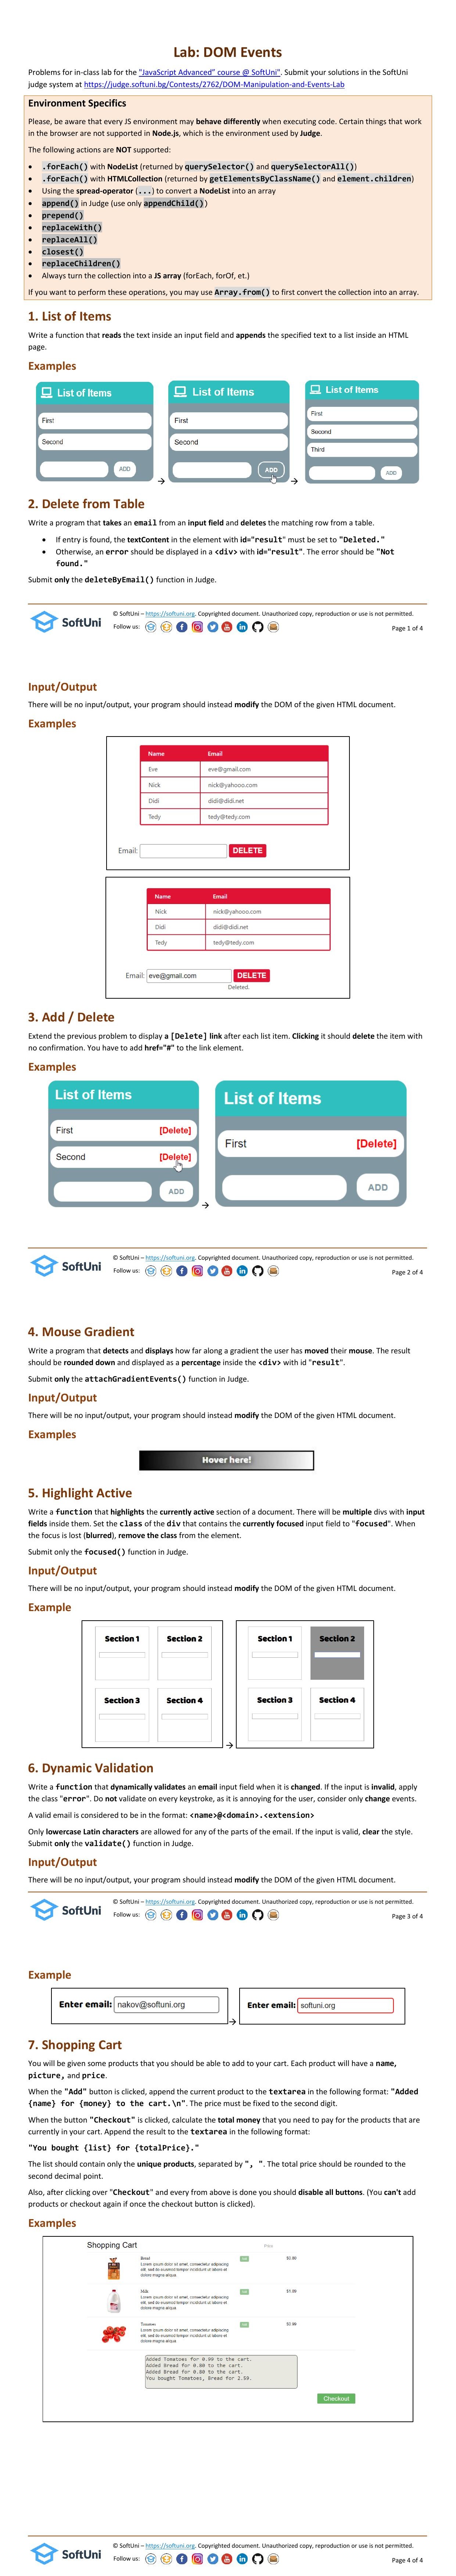 Lab: DOM Events
Problems for in-class lab for the "JavaScript Advanced" course @ SoftUni". Submit your solutions in the SoftUni
judge system at https://judge.softuni.bg/Contests/2762/DOM-Manipulation-and-Events-Lab
Environment Specifics
Please, be aware that every JS environment may behave differently when executing code. Certain things that work
in the browser are not supported in Node.js, which is the environment used by Judge.
The following actions are NOT supported:
• .forEach() with NodeList (returned by querySelector() and querySelectorAll())
• .forEach() with HTMLCollection (returned by getElementsByClassName() and element.children)
• Using the spread-operator (...) to convert a NodeList into an array
• append() in Judge (use only appendChild())
• prepend()
• replaceWith()
• replaceAll()
• closest()
• replaceChildren()
• Always turn the collection into a JS array (forEach, forOf, et.)
If you want to perform these operations, you may use Array.from() to first convert the collection into an array.
1. List of Items
Write a function that reads the text inside an input field and appends the specified text to a list inside an HTML
page.
Examples
List of Items
First
Second
ADD
→
List of Items
First
Second
ADD
→
List of Items
First
Second
Third
ADD
2. Delete from Table
Write a program that takes an email from an input field and deletes the matching row from a table.
• If entry is found, the textContent in the element with id="result" must be set to "Deleted."
• Otherwise, an error should be displayed in a <div> with id="result". The error should be "Not
found."
Submit only the deleteByEmail() function in Judge.
SoftUni
© SoftUni – https://softuni.org. Copyrighted document. Unauthorized copy, reproduction or use is not permitted.
Follow us:
Page 1 of 4
Input/Output
There will be no input/output, your program should instead modify the DOM of the given HTML document.
Examples
Name Email
Eve eve@gmail.com
Nick nick@yahooo.com
Didi didi@didi.net
Tedy tedy@tedy.com
Email: DELETE
Name Email
Nick nick@yahooo.com
Didi didi@didi.net
Tedy tedy@tedy.com
Email: eve@gmail.com DELETE
Deleted.
3. Add / Delete
Extend the previous problem to display a [Delete] link after each list item. Clicking it should delete the item with
no confirmation. You have to add href="#" to the link element.
Examples
List of Items
First [Delete]
Second [Delete]
ADD
→
List of Items
First [Delete]
ADD
SoftUni
© SoftUni – https://softuni.org. Copyrighted document. Unauthorized copy, reproduction or use is not permitted.
Follow us:
Page 2 of 4
4. Mouse Gradient
Write a program that detects and displays how far along a gradient the user has moved their mouse. The result
should be rounded down and displayed as a percentage inside the <div> with id "result".
Submit only the attachGradientEvents() function in Judge.
Input/Output
There will be no input/output, your program should instead modify the DOM of the given HTML document.
Examples
Hover here!
5. Highlight Active
Write a function that highlights the currently active section of a document. There will be multiple divs with input
fields inside them. Set the class of the div that contains the currently focused input field to "focused". When
the focus is lost (blurred), remove the class from the element.
Submit only the focused() function in Judge.
Input/Output
There will be no input/output, your program should instead modify the DOM of the given HTML document.
Example
Section 1 Section 2
Section 3 Section 4
→
Section 1 Section 2
Section 3 Section 4
6. Dynamic Validation
Write a function that dynamically validates an email input field when it is changed. If the input is invalid, apply
the class "error". Do not validate on every keystroke, as it is annoying for the user, consider only change events.
A valid email is considered to be in the format: <name>@<domain>.<extension>
Only lowercase Latin characters are allowed for any of the parts of the email. If the input is valid, clear the style.
Submit only the validate() function in Judge.
Input/Output
There will be no input/output, your program should instead modify the DOM of the given HTML document.
SoftUni
© SoftUni – https://softuni.org. Copyrighted document. Unauthorized copy, reproduction or use is not permitted.
Follow us:
Page 3 of 4
Example
Enter email: nakov@softuni.org
→
Enter email: softuni.org
7. Shopping Cart
You will be given some products that you should be able to add to your cart. Each product will have a name,
picture, and price.
When the "Add" button is clicked, append the current product to the textarea in the following format: "Added
{name} for {money} to the cart.\n". The price must be fixed to the second digit.
When the button "Checkout" is clicked, calculate the total money that you need to pay for the products that are
currently in your cart. Append the result to the textarea in the following format:
"You bought {list} for {totalPrice}."
The list should contain only the unique products, separated by ", ". The total price should be rounded to the
second decimal point.
Also, after clicking over "Checkout" and every from above is done you should disable all buttons. (You can't add
products or checkout again if once the checkout button is clicked).
Examples
Shopping Cart
Price
Bread
Lorem ipsum dolor sit amet, consectetur adipiscing
elit, sed do eiusmod tempor incididunt ut labore et
dolore magna aliqua.
Milk
Lorem ipsum dolor sit amet, consectetur adipiscing
elit, sed do eiusmod tempor incididunt ut labore et
dolore magna aliqua.
Tomatoes
Lorem ipsum dolor sit amet, consectetur adipiscing
elit, sed do eiusmod tempor incididunt ut labore et
dolore magna aliqua.
Added Tomatoes for 0.99 to the cart.
Added Bread for 0.80 to the cart.
Added Bread for 0.80 to the cart.
You bought Tomatoes, Bread for 2.59.
Checkout
SoftUni
© SoftUni – https://softuni.org. Copyrighted document. Unauthorized copy, reproduction or use is not permitted.
Follow us:
Page 4 of 4